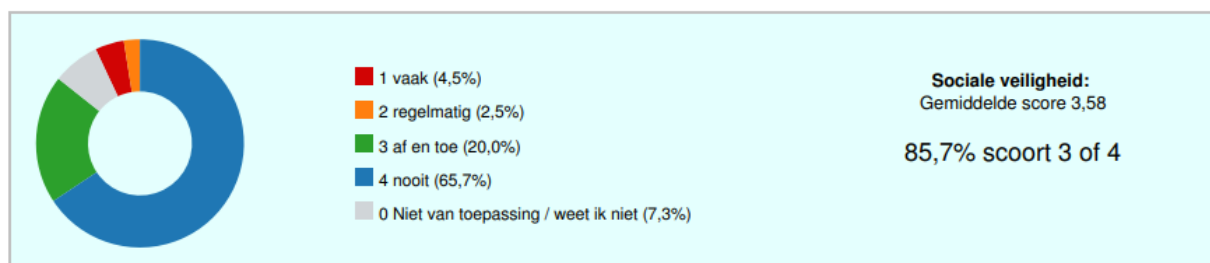 1 vaak (4,5%)
2 regelmatig (2,5%)
3 af en toe (20,0%)
4 nooit (65,7%)
0 Niet van toepassing / weet ik niet (7,3%)
Sociale veiligheid:
Gemiddelde score 3,58
85,7% scoort 3 of 4